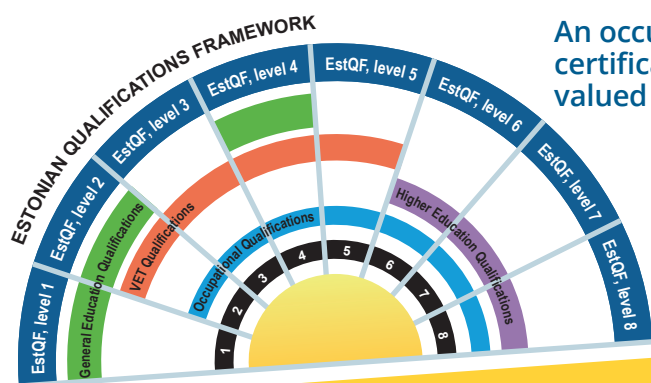 ESTONIAN QUALIFICATIONS FRAMEWORK
EstQF, level 1
EstQF, level 2
EstQF, level 3
EstQF, level 4
EstQF, level 5
EstQF, level 6
EstQF, level 7
EstQF, level 8
General Education Qualifications
VET Qualifications
Occupational Qualifications
Higher Education Qualifications
1
2
3
4
5
6
7
8
An occu
certifica
valued